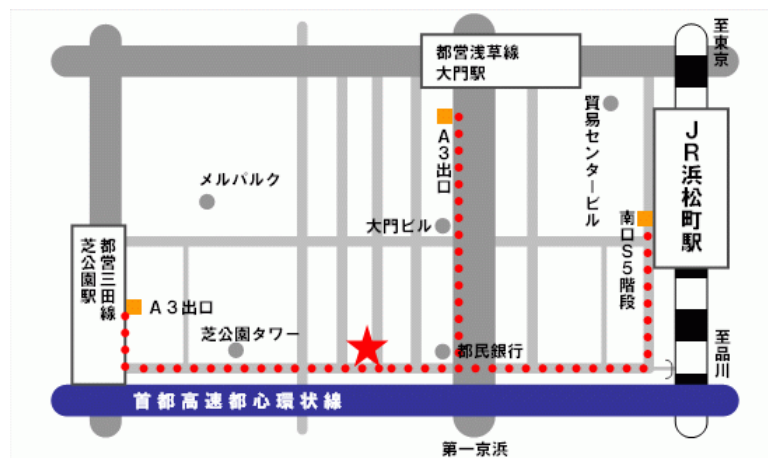 至東京
都営浅草線
大門駅
貿易センタービル
A3出口
JR浜松町駅
メルパルク
大門ビル
南口S5階段
都営三田線
芝公園駅
A3出口
芝公園タワー
都民銀行
至品川
首都高速都心環状線
第一京浜